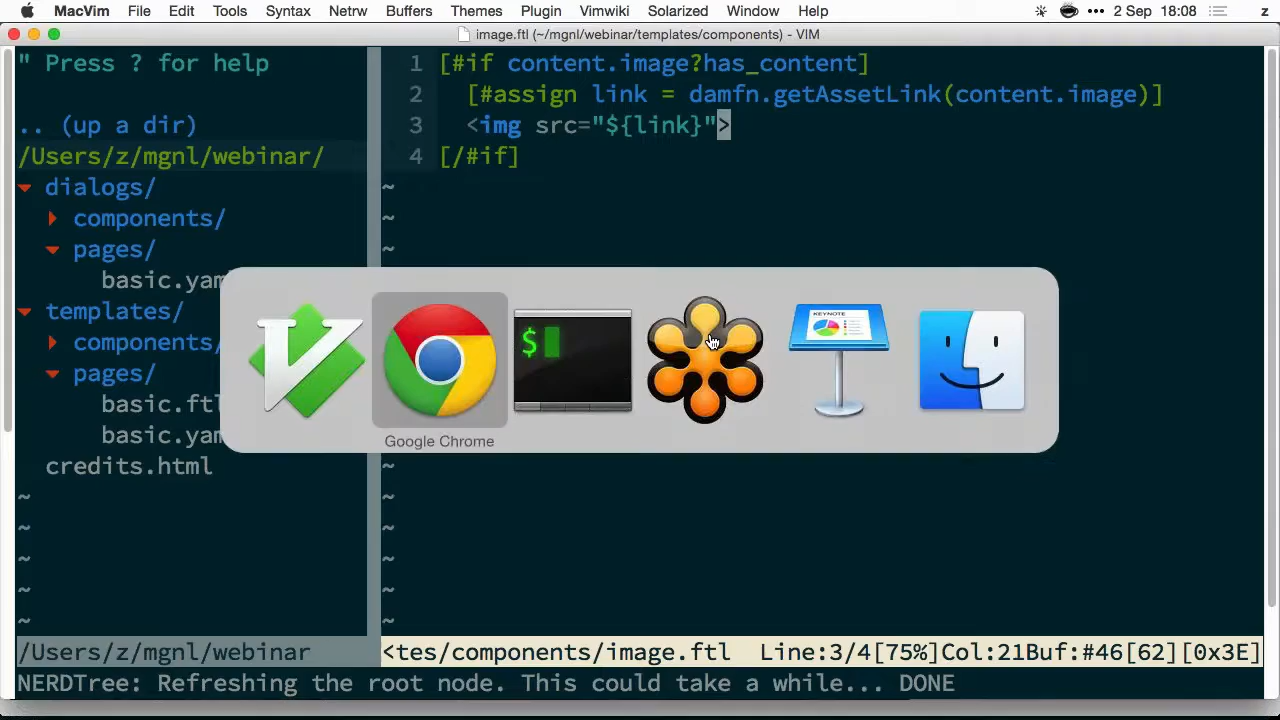 MacVim File Edit Tools Syntax Netrw Buffers Themes Plugin Vimwiki Solarized Window Help 2 Sep 18:08 z
image.ftl (~/mgnl/webinar/templates/components) - VIM
" Press ? for help
.. (up a dir)
/Users/z/mgnl/webinar/
dialogs/
components/
pages/
basic.yam
templates/
components/
pages/
basic.ftl
basic.ya
credits.html
~
~
~
~
~
1 [#if content.image?has_content]
2 [#assign link = damfn.getAssetLink(content.image)]
3 <img src="${link}">
4 [/#if]
~
~
~
~
~
~
~
~
~
KEYNOTE
$
Google Chrome
/Users/z/mgnl/webinar
<tes/components/image.ftl Line:3/4[75%]Col:21Buf:#46[62][0x3E]
NERDTree: Refreshing the root node. This could take a while... DONE